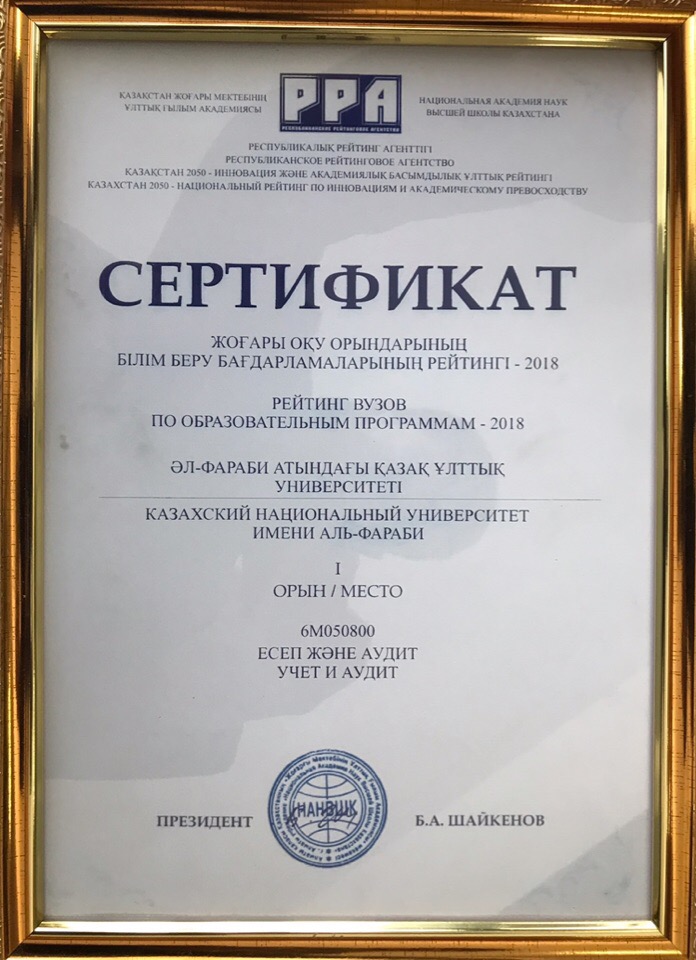 ҚАЗАҚСТАН ЖОҒАРЫ МЕКТЕБІНІҢ
ҰЛТТЫҚ ҒЫЛЫМ АКАДЕМИЯСЫ
РРА
РЕСПУБЛИКАНСКОЕ РЕЙТИНГОВОЕ АГЕНТСТВО
НАЦИОНАЛЬНАЯ АКАДЕМИЯ НАУК
ВЫСШЕЙ ШКОЛЫ КАЗАХСТАНА
РЕСПУБЛИКАЛЫҚ РЕЙТИНГ АГЕНТТІГІ
РЕСПУБЛИКАНСКОЕ РЕЙТИНГОВОЕ АГЕНТСТВО
ҚАЗАҚСТАН 2050 - ИННОВАЦИЯ ЖӘНЕ АКАДЕМИЯЛЫҚ БАСЫМДЫЛЫҚ ҰЛТТЫҚ РЕЙТИНГІ
КАЗАХСТАН 2050 - НАЦИОНАЛЬНЫЙ РЕЙТИНГ ПО ИННОВАЦИЯМ И АКАДЕМИЧЕСКОМУ ПРЕВОСХОДСТВУ
СЕРТИФИКАТ
ЖОҒАРЫ ОҚУ ОРЫНДАРЫНЫҢ
БІЛІМ БЕРУ БАҒДАРЛАМАЛАРЫНЫҢ РЕЙТИНГІ - 2018
РЕЙТИНГ ВУЗОВ
ПО ОБРАЗОВАТЕЛЬНЫМ ПРОГРАММАМ - 2018
ӘЛ-ФАРАБИ АТЫНДАҒЫ ҚАЗАҚ ҰЛТТЫҚ
УНИВЕРСИТЕТІ
КАЗАХСКИЙ НАЦИОНАЛЬНЫЙ УНИВЕРСИТЕТ
ИМЕНИ АЛЬ-ФАРАБИ
I
ОРЫН / МЕСТО
6М050800
ЕСЕП ЖӘНЕ АУДИТ
УЧЕТ И АУДИТ
ПРЕЗИДЕНТ
НАНВШК
Б.А. ШАЙКЕНОВ